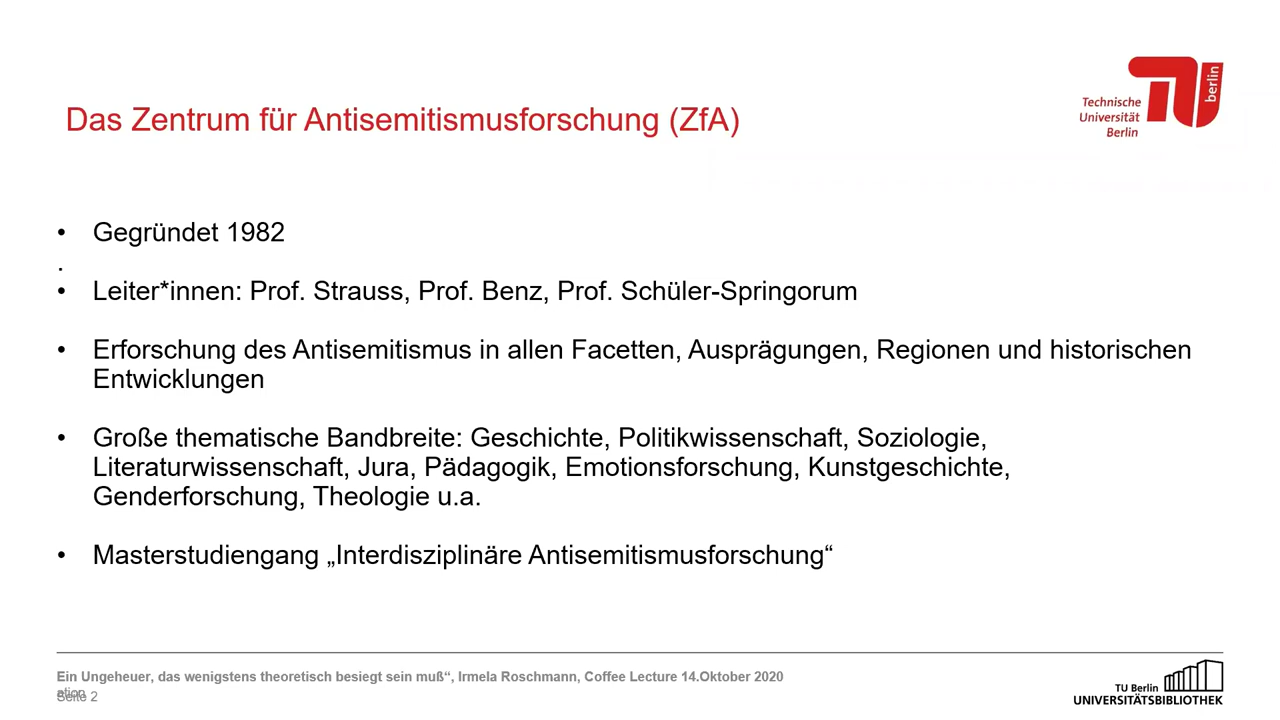 Das Zentrum für Antisemitismusforschung (ZfA)
Technische
Universität
Berlin
berlin
• Gegründet 1982
.
• Leiter*innen: Prof. Strauss, Prof. Benz, Prof. Schüler-Springorum
• Erforschung des Antisemitismus in allen Facetten, Ausprägungen, Regionen und historischen
Entwicklungen
• Große thematische Bandbreite: Geschichte, Politikwissenschaft, Soziologie,
Literaturwissenschaft, Jura, Pädagogik, Emotionsforschung, Kunstgeschichte,
Genderforschung, Theologie u.a.
• Masterstudiengang „Interdisziplinäre Antisemitismusforschung“
Ein Ungeheuer, das wenigstens theoretisch besiegt sein muß“, Irmela Roschmann, Coffee Lecture 14.Oktober 2020
ation
Seite 2
TU Berlin
UNIVERSITÄTSBIBLIOTHEK